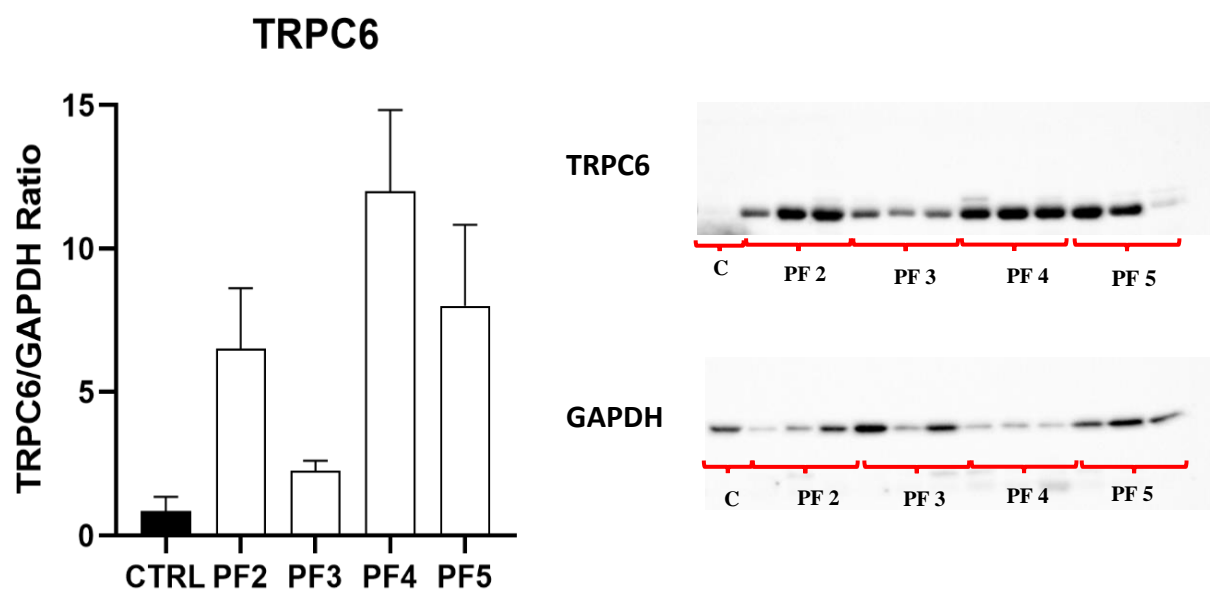 TRPC6
TRPC6/GAPDH Ratio
15
10
5
0
CTRL PF2 PF3 PF4 PF5
TRPC6
C PF 2 PF 3 PF 4 PF 5
GAPDH
C PF 2 PF 3 PF 4 PF 5